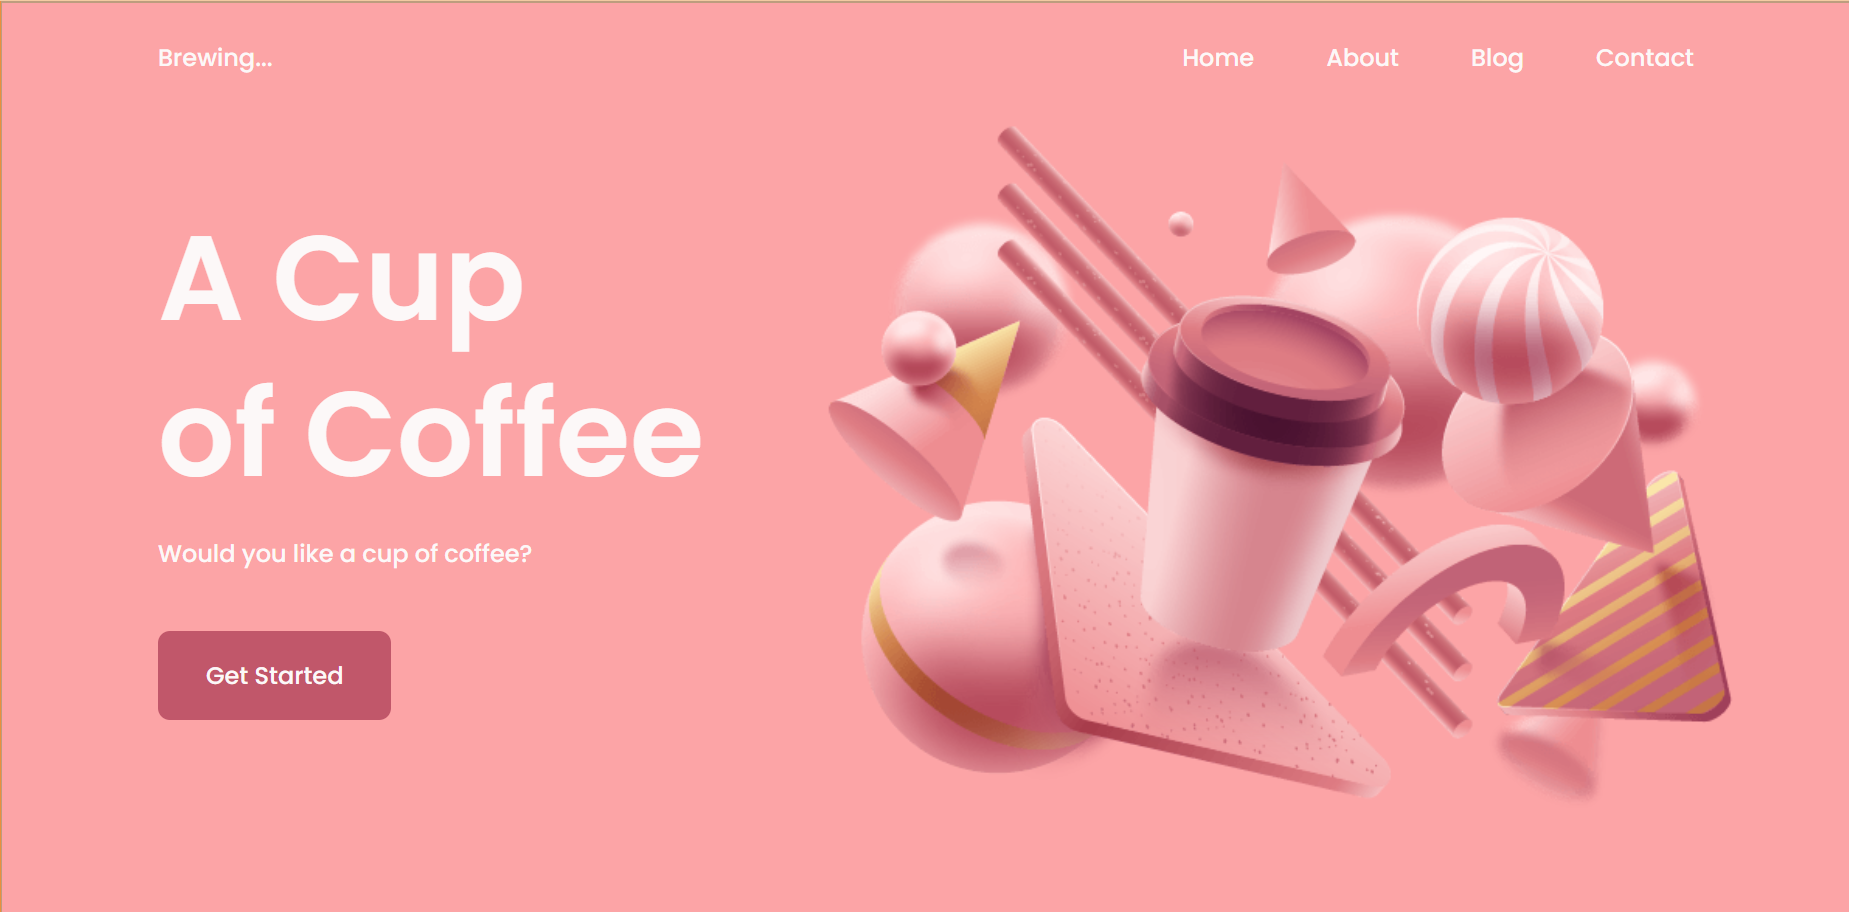 Brewing...
Home About Blog Contact
A Cup
of Coffee
Would you like a cup of coffee?
Get Started